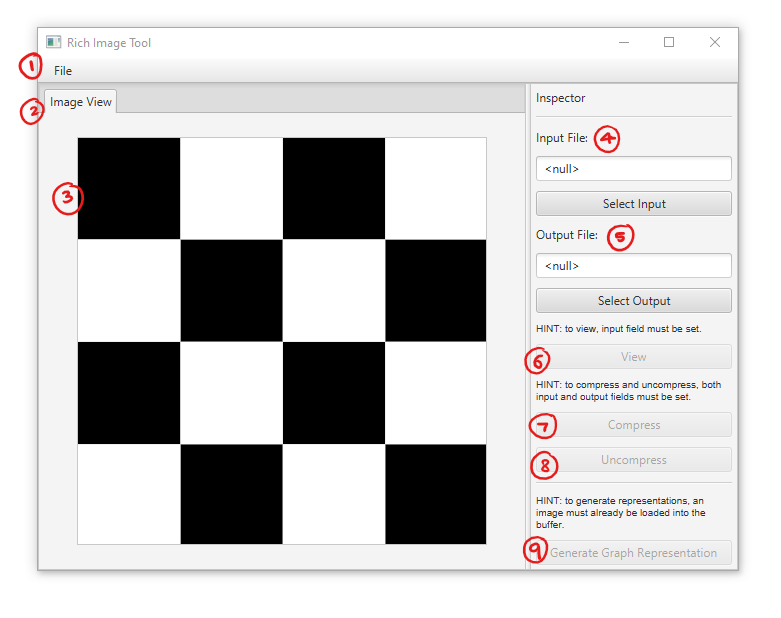 Rich Image Tool
1 File
2 Image View
3
Inspector
Input File: 4
<null>
Select Input
Output File: 5
<null>
Select Output
HINT: to view, input field must be set.
6 View
HINT: to compress and uncompress, both
input and output fields must be set.
7 Compress
8 Uncompress
HINT: to generate representations, an
image must already be loaded into the
buffer.
9 Generate Graph Representation